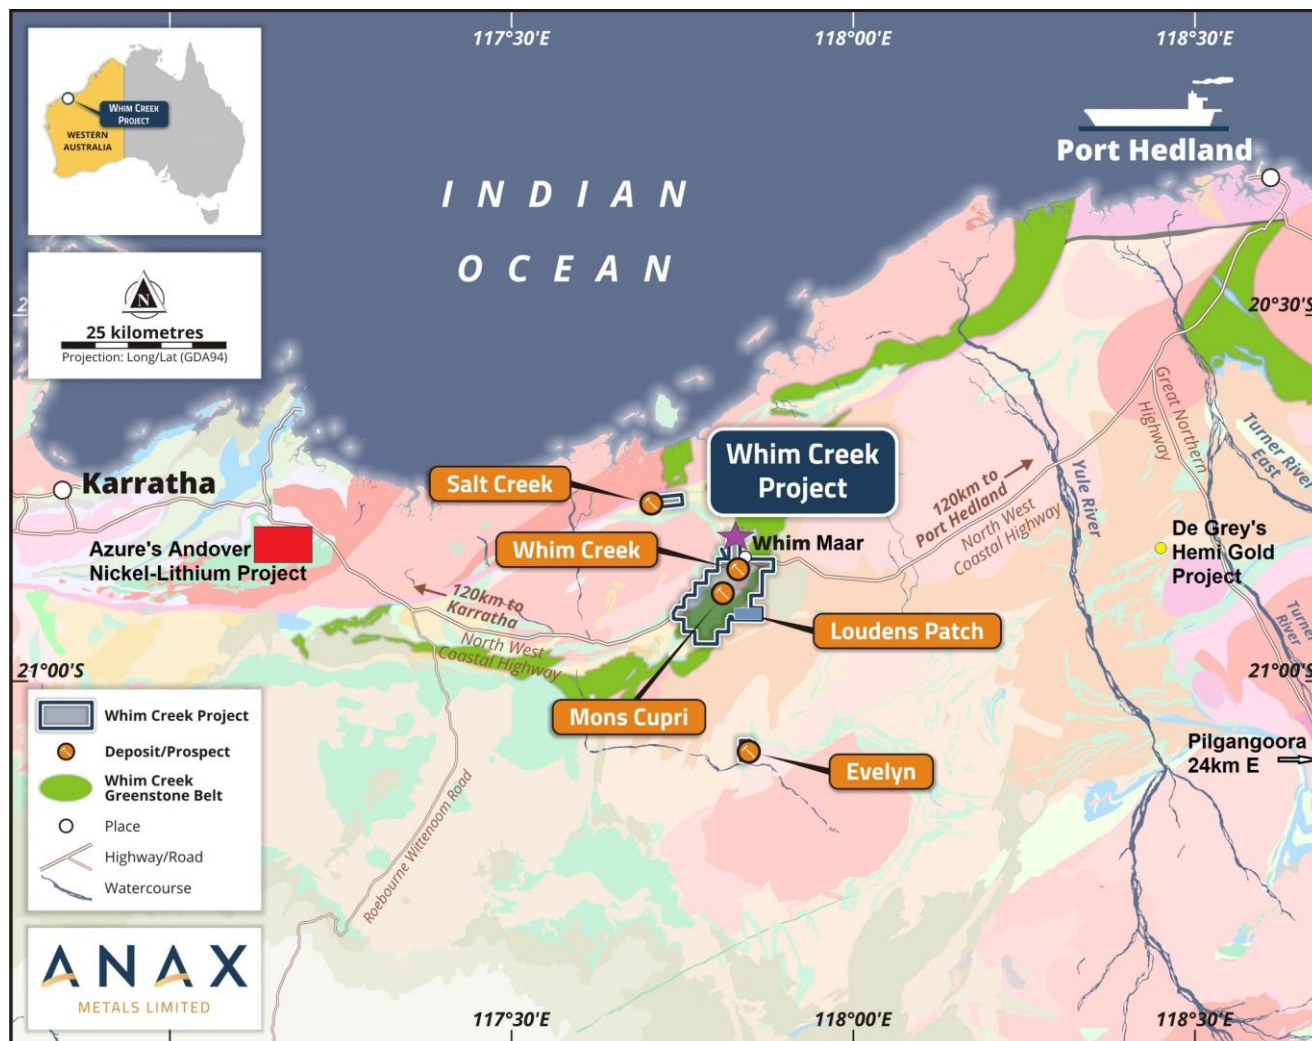 117°30'E
118°00'E
118°30'E
WHIM CREEK
PROJECT
WESTERN
AUSTRALIA
INDIAN
OCEAN
Port Hedland
N
25 kilometres
Projection: Long/Lat (GDA94)
20°30'S
Karratha
Azure's Andover
Nickel-Lithium Project
Salt Creek
Whim Creek
Whim Creek
Project
Whim Maar
120km to
Port Hedland
North West
Coastal Highway
Yule River
Great Northern
Highway
Turner River
East
De Grey's
Hemi Gold
Project
Turner
River
120km to
Karratha
North West
Coastal Highway
Loudens Patch
Mons Cupri
Evelyn
21°00'S
21°00'S
Pilgangoora
24km E
Roebourne Wittenoom Road
Whim Creek Project
Deposit/Prospect
Whim Creek
Greenstone Belt
Place
Highway/Road
Watercourse
ANAX
METALS LIMITED
117°30'E
118°00'E
118°30'E